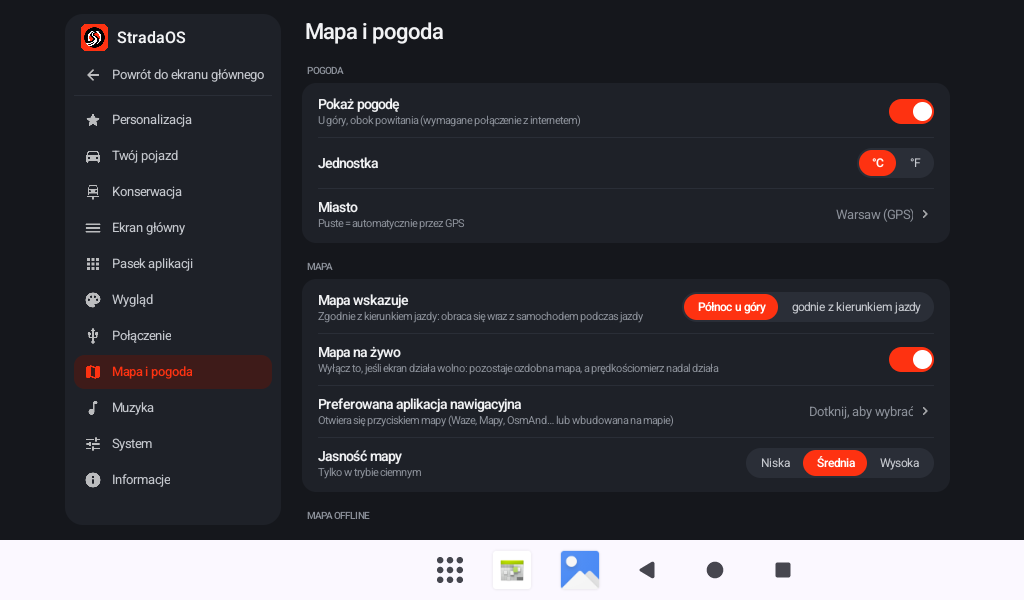 StradaOS
Powrót do ekranu głównego
Personalizacja
Twój pojazd
Konserwacja
Ekran główny
Pasek aplikacji
Wygląd
Połączenie
Mapa i pogoda
Muzyka
System
Informacje
Mapa i pogoda
POGODA
Pokaż pogodę
U góry, obok powitania (wymagane połączenie z internetem)
Jednostka
°C °F
Miasto
Puste = automatycznie przez GPS
Warsaw (GPS)
MAPA
Mapa wskazuje
Zgodnie z kierunkiem jazdy: obraca się wraz z samochodem podczas jazdy
Północ u góry godnie z kierunkiem jazdy
Mapa na żywo
Wyłącz to, jeśli ekran działa wolno: pozostaje ozdobna mapa, a prędkościomierz nadal działa
Preferowana aplikacja nawigacyjna
Otwiera się przyciskiem mapy (Waze, Mapy, OsmAnd... lub wbudowana na mapie)
Dotknij, aby wybrać
Jasność mapy
Tylko w trybie ciemnym
Niska Średnia Wysoka
MAPA OFFLINE